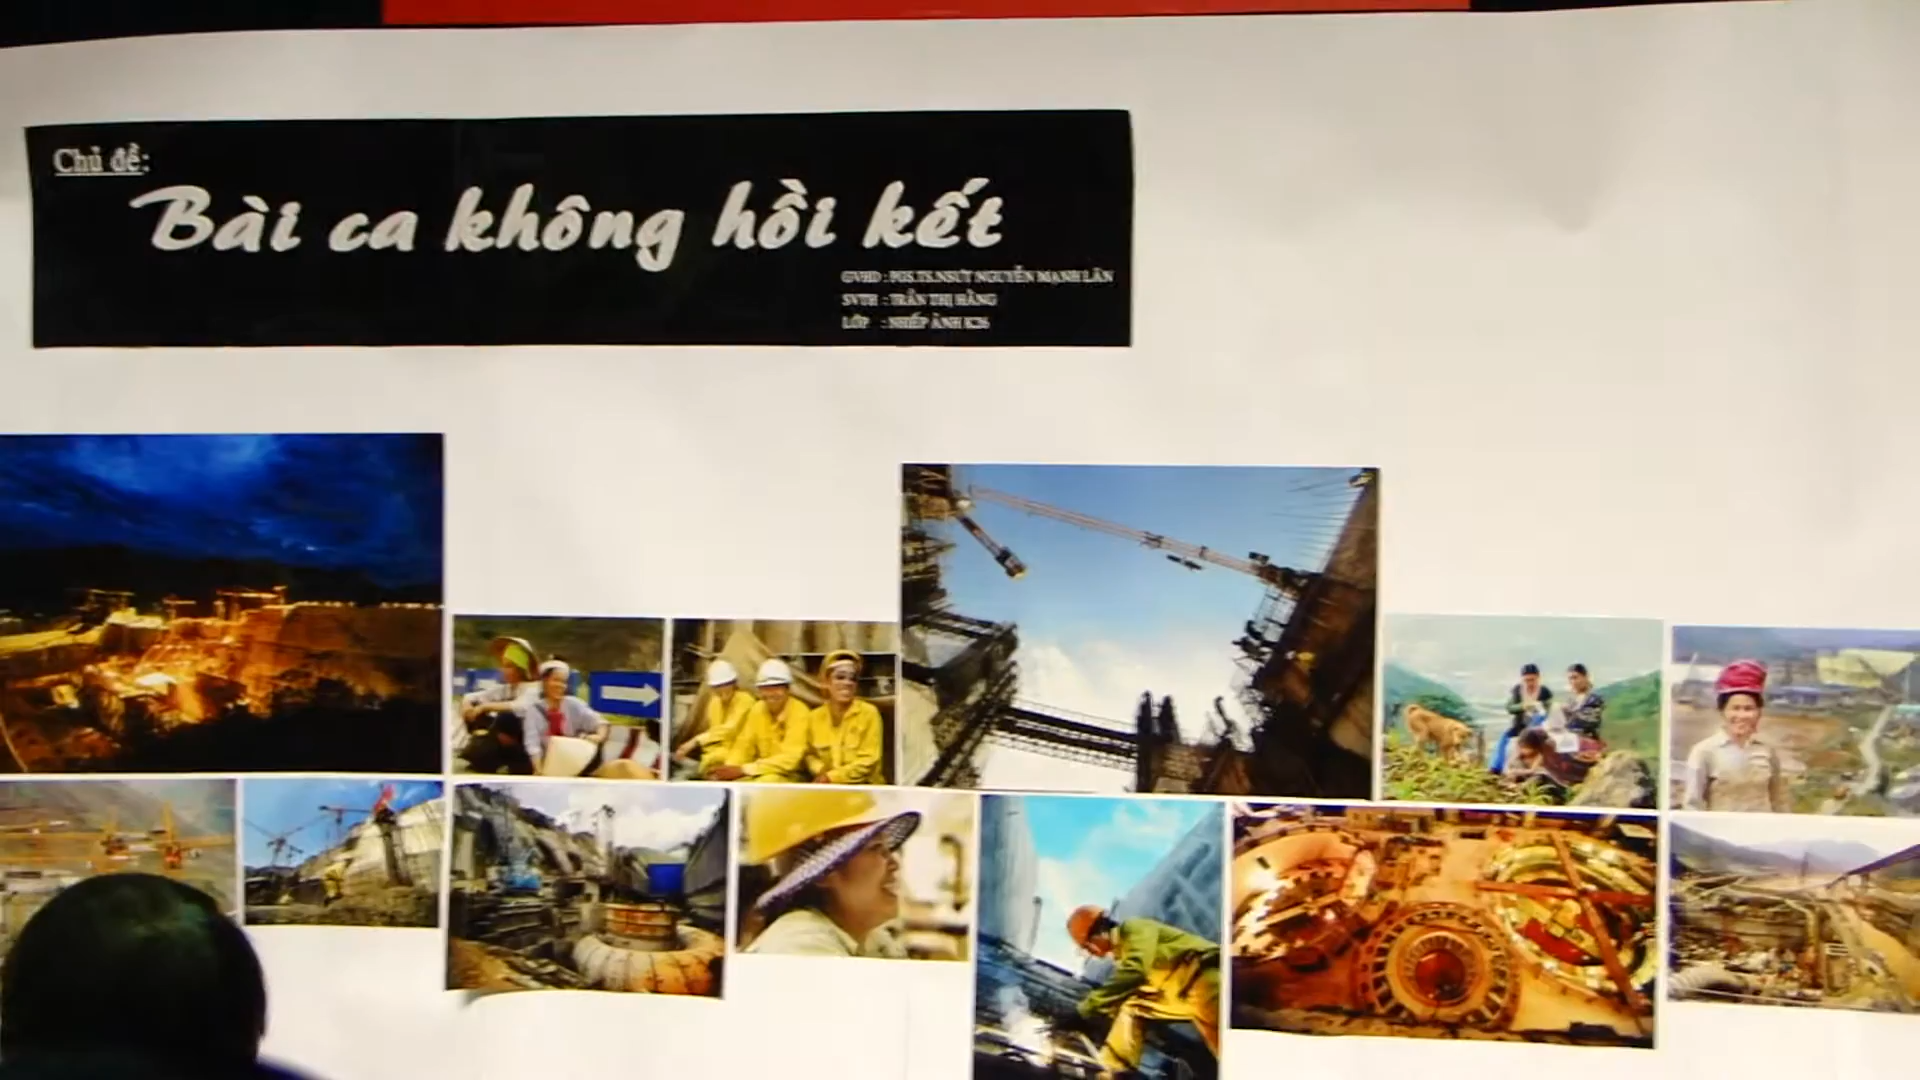 Chủ đề:
Bài ca không hồi kết
GVHD : PGS.TS.NSƯT NGUYỄN MẠNH LÂN
SVTH : TRẦN THỊ HẰNG
LỚP : NHIẾP ẢNH K26